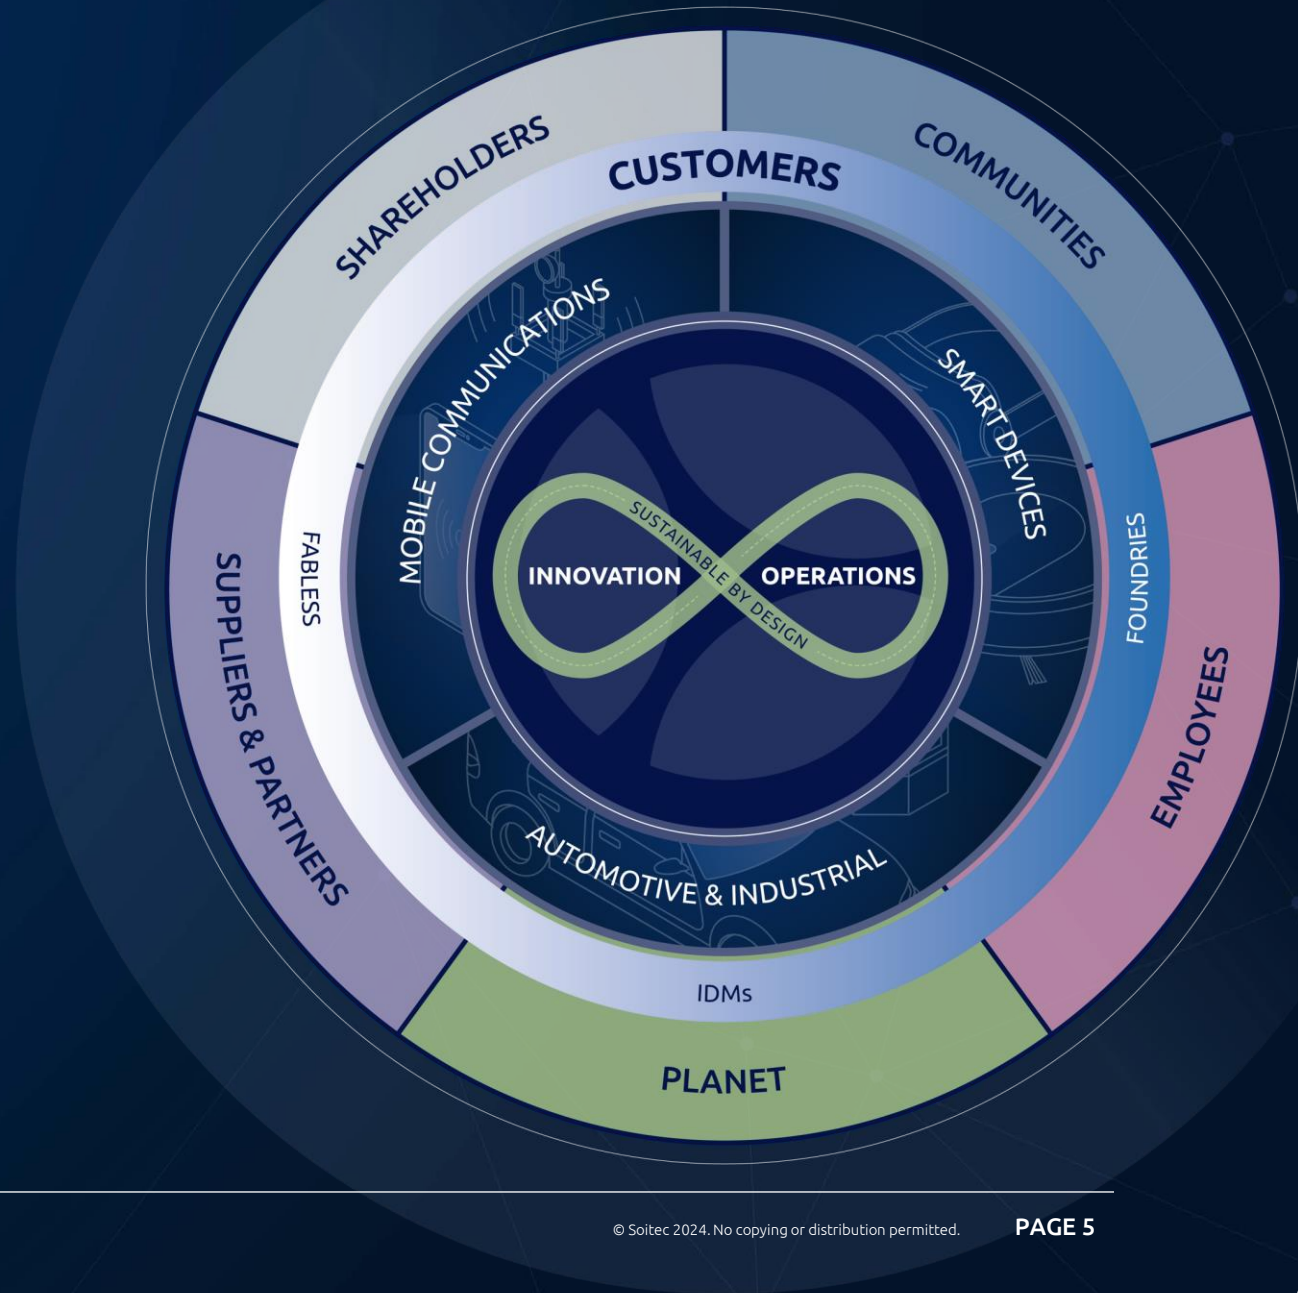 SHAREHOLDERS
COMMUNITIES
CUSTOMERS
MOBILE COMMUNICATIONS
SMART DEVICES
FABLESS
FOUNDRIES
SUSTAINABLE BY DESIGN
INNOVATION
OPERATIONS
SUPPLIERS & PARTNERS
EMPLOYEES
AUTOMOTIVE & INDUSTRIAL
IDMs
PLANET
© Soitec 2024. No copying or distribution permitted.
PAGE 5